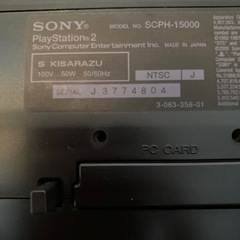 SONY
MODEL NO. SCPH-15000
PlayStation 2
Sony Computer Entertainment Inc. MADE IN JAPAN
S KISARAZU
100V 50W 50/60Hz
NTSC J
SERIAL J3774804
3-063-358-01
PC CARD